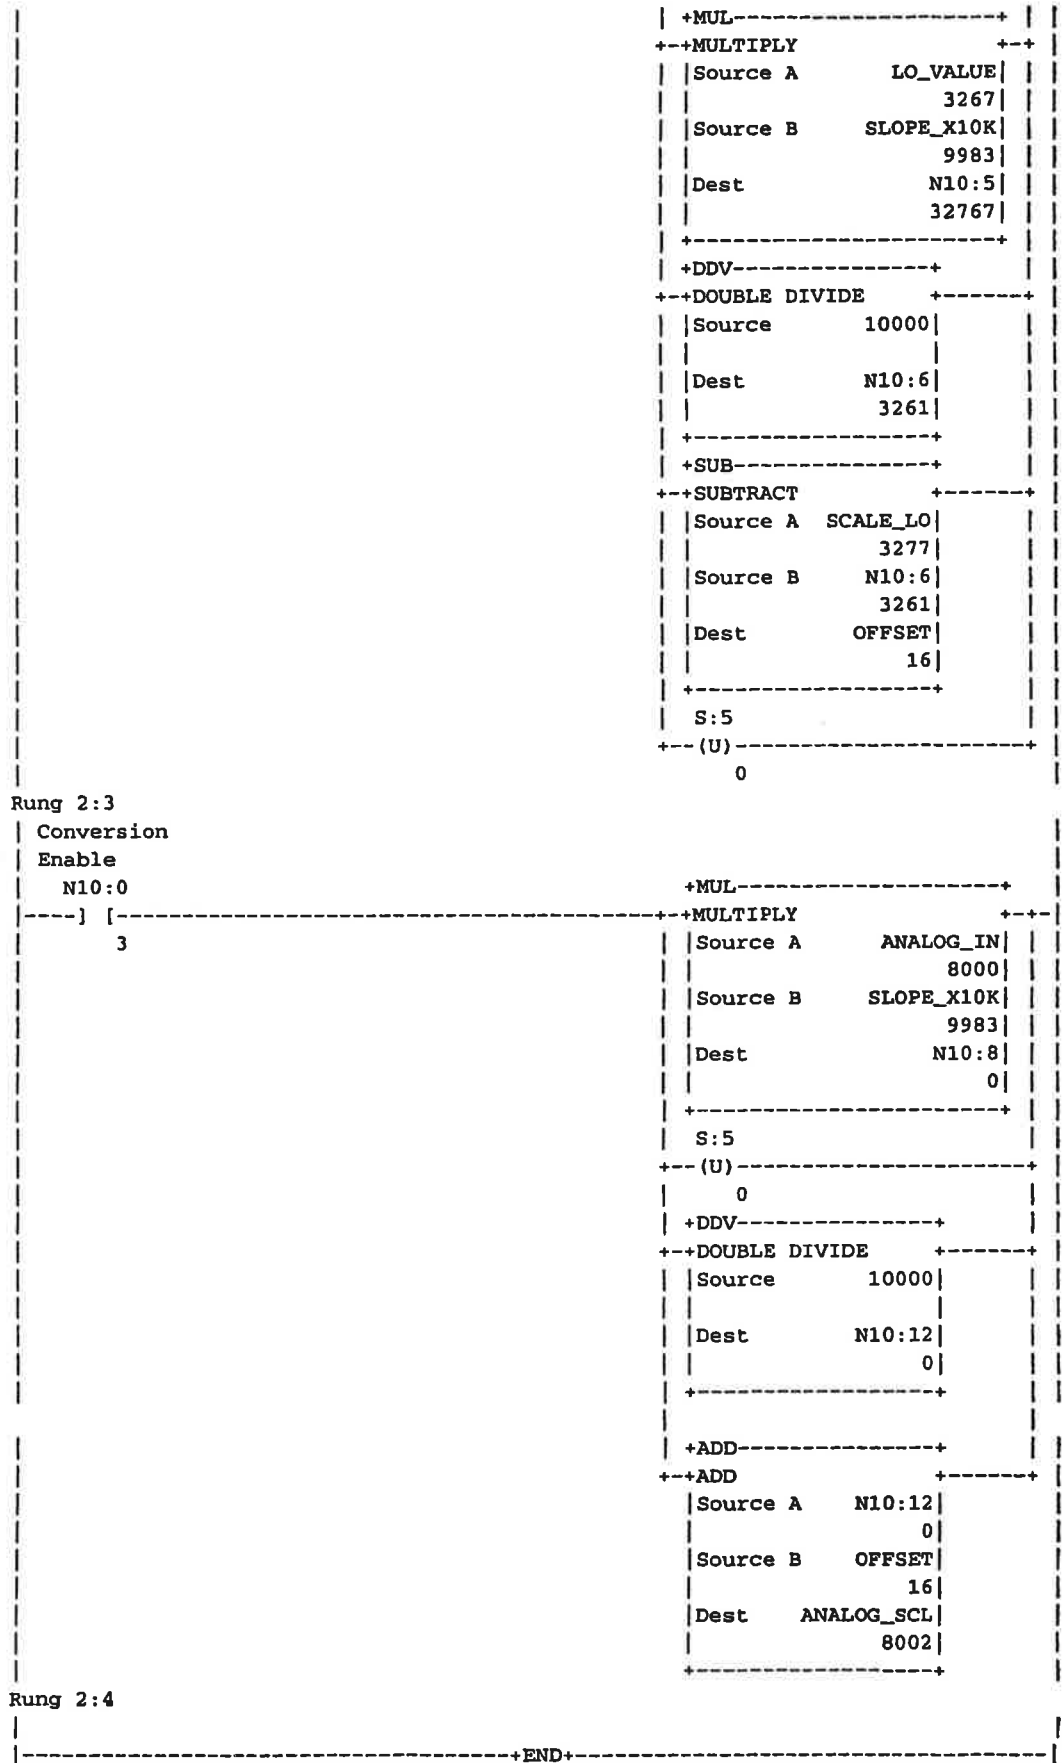 +MUL--------------------+
+-+MULTIPLY +-+
|Source A LO_VALUE|
| 3267|
|Source B SLOPE_X10K|
| 9983|
|Dest N10:5|
| 32767|
+-----------------------+
+DDV---------------+
+-+DOUBLE DIVIDE +-------+
|Source 10000|
| |
|Dest N10:6|
| 3261|
+------------------+
+SUB---------------+
+-+SUBTRACT +-------+
|Source A SCALE_LO|
| 3277|
|Source B N10:6|
| 3261|
|Dest OFFSET|
| 16|
+------------------+
S:5
+--(U)----------------------+
0
Rung 2:3
| Conversion
| Enable
N10:0 +MUL--------------------+
|----] [----------------------------------------+-+MULTIPLY +-+-|
3 |Source A ANALOG_IN|
| 8000|
|Source B SLOPE_X10K|
| 9983|
|Dest N10:8|
| 0|
+-----------------------+
S:5
+--(U)----------------------+
0
+DDV---------------+
+-+DOUBLE DIVIDE +-------+
|Source 10000|
| |
|Dest N10:12|
| 0|
+------------------+
+ADD---------------+
+-+ADD +-------+
|Source A N10:12|
| 0|
|Source B OFFSET|
| 16|
|Dest ANALOG_SCL|
| 8002|
+------------------+
Rung 2:4
|------------------------------------+END+------------------------------------|